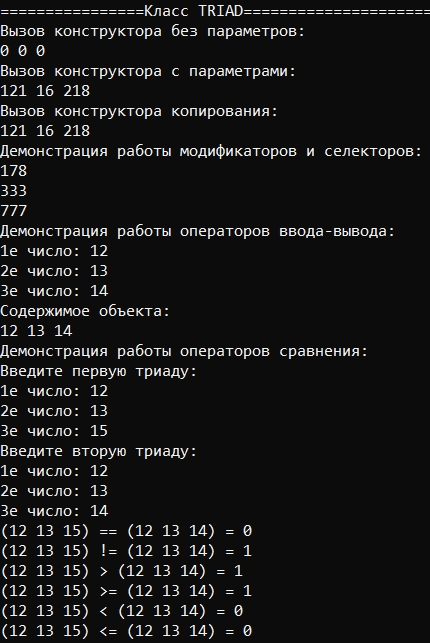 ================Класс TRIAD=====================
Вызов конструктора без параметров:
0 0 0
Вызов конструктора с параметрами:
121 16 218
Вызов конструктора копирования:
121 16 218
Демонстрация работы модификаторов и селекторов:
178
333
777
Демонстрация работы операторов ввода-вывода:
1е число: 12
2е число: 13
3е число: 14
Содержимое объекта:
12 13 14
Демонстрация работы операторов сравнения:
Введите первую триаду:
1е число: 12
2е число: 13
3е число: 15
Введите вторую триаду:
1е число: 12
2е число: 13
3е число: 14
(12 13 15) == (12 13 14) = 0
(12 13 15) != (12 13 14) = 1
(12 13 15) > (12 13 14) = 1
(12 13 15) >= (12 13 14) = 1
(12 13 15) < (12 13 14) = 0
(12 13 15) <= (12 13 14) = 0